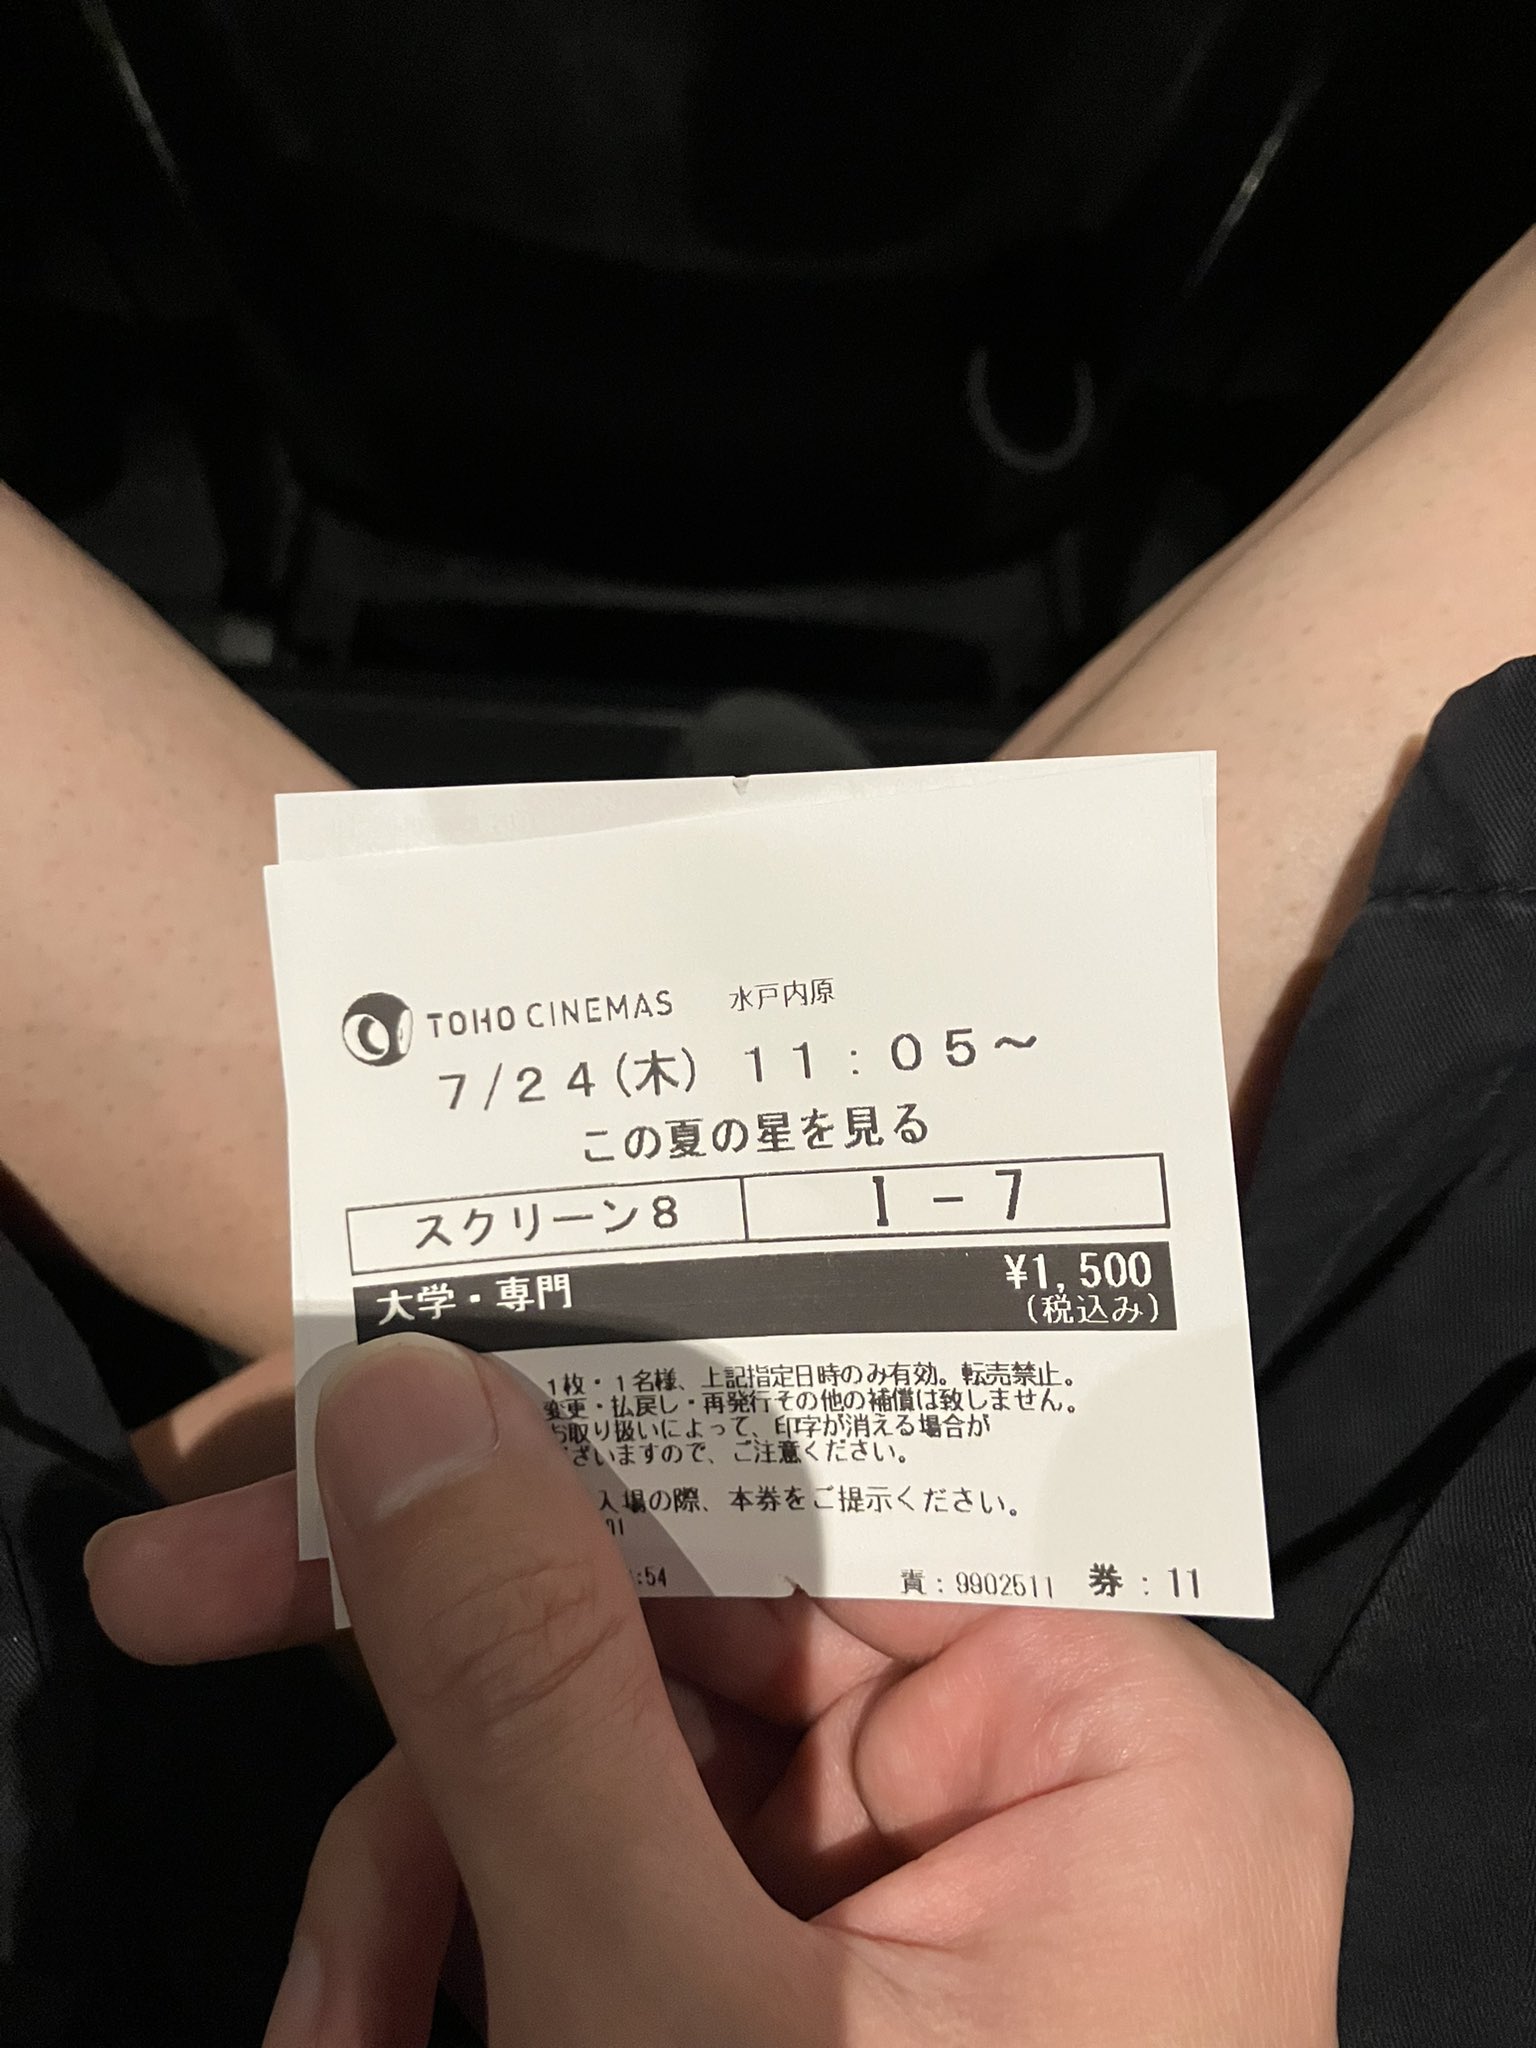 TOHO CINEMAS 水戸内原
7/24(木) 11:05～
この夏の星を見る
スクリーン8 I-7
大学・専門 ¥1,500
(税込み)
1枚・1名様、上記指定日時のみ有効。転売禁止。
変更・払戻し・再発行その他の補償は致しません。
お取り扱いによって、印字が消える場合が
ざいますので、ご注意ください。
入場の際、本券をご提示ください。
01
:54 責:9902511 券:11